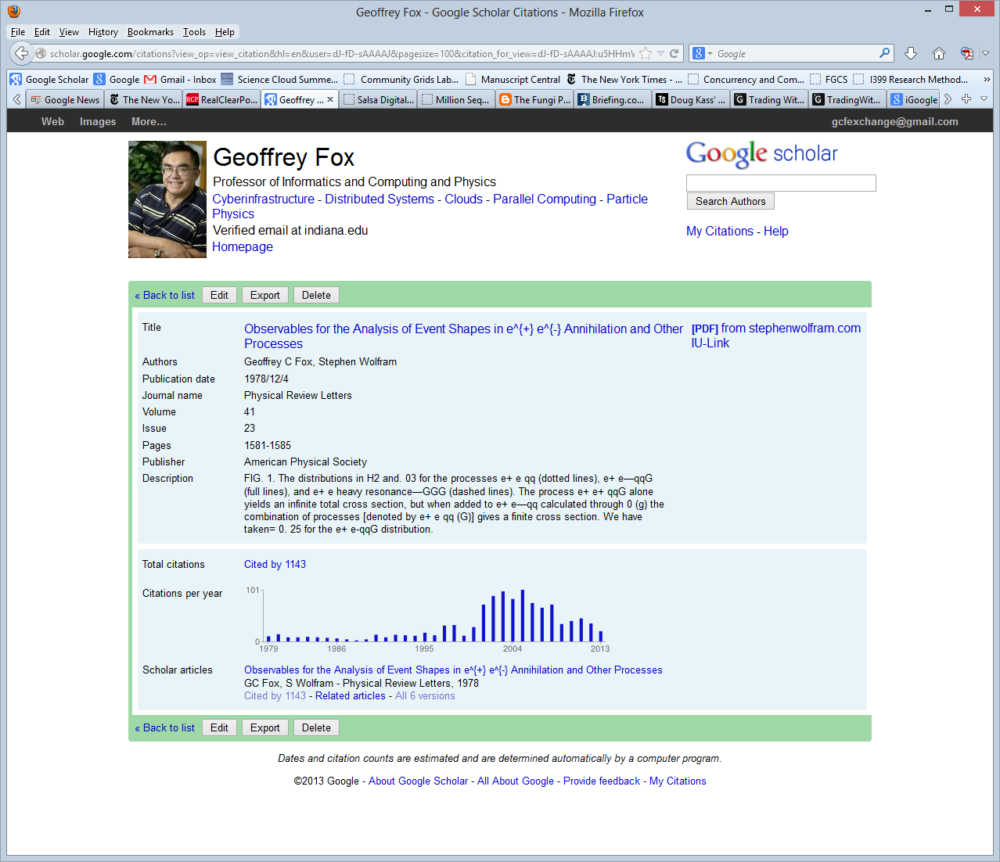 Geoffrey Fox - Google Scholar Citations - Mozilla Firefox
File Edit View History Bookmarks Tools Help
scholar.google.com/citations?view_op=view_citation&hl=en&user=dJ-fD-sAAAAJ&pagesize=100&citation_for_view=dJ-fD-sAAAAJ:u5HHmV Google
Google Scholar Google Gmail - Inbox Science Cloud Summe... Community Grids Lab... Manuscript Central The New York Times - ... Concurrency and Com... FGCS I399 Research Method... »
Google News The New Yo... RealClearPo... Geoffrey ... Salsa Digital... Million Seq... The Fungi P... Briefing.co... Doug Kass' ... Trading Wit... TradingWit... iGoogle
Web Images More... gcfexchange@gmail.com
Geoffrey Fox
Professor of Informatics and Computing and Physics
Cyberinfrastructure - Distributed Systems - Clouds - Parallel Computing - Particle
Physics
Verified email at indiana.edu
Homepage
Google scholar
Search Authors
My Citations - Help
« Back to list Edit Export Delete
Title Observables for the Analysis of Event Shapes in e^{+} e^{-} Annihilation and Other [PDF] from stephenwolfram.com
Processes IU-Link
Authors Geoffrey C Fox, Stephen Wolfram
Publication date 1978/12/4
Journal name Physical Review Letters
Volume 41
Issue 23
Pages 1581-1585
Publisher American Physical Society
Description FIG. 1. The distributions in H2 and. 03 for the processes e+ e qq (dotted lines), e+ e—qqG
(full lines), and e+ e heavy resonance—GGG (dashed lines). The process e+ e+ qqG alone
yields an infinite total cross section, but when added to e+ e—qq calculated through 0 (g) the
combination of processes [denoted by e+ e qq (G)] gives a finite cross section. We have
taken= 0. 25 for the e+ e-qqG distribution.
Total citations Cited by 1143
Citations per year 101
0
1979 1986 1995 2004 2013
Scholar articles Observables for the Analysis of Event Shapes in e^{+} e^{-} Annihilation and Other Processes
GC Fox, S Wolfram - Physical Review Letters, 1978
Cited by 1143 - Related articles - All 6 versions
« Back to list Edit Export Delete
Dates and citation counts are estimated and are determined automatically by a computer program.
©2013 Google - About Google Scholar - All About Google - Provide feedback - My Citations